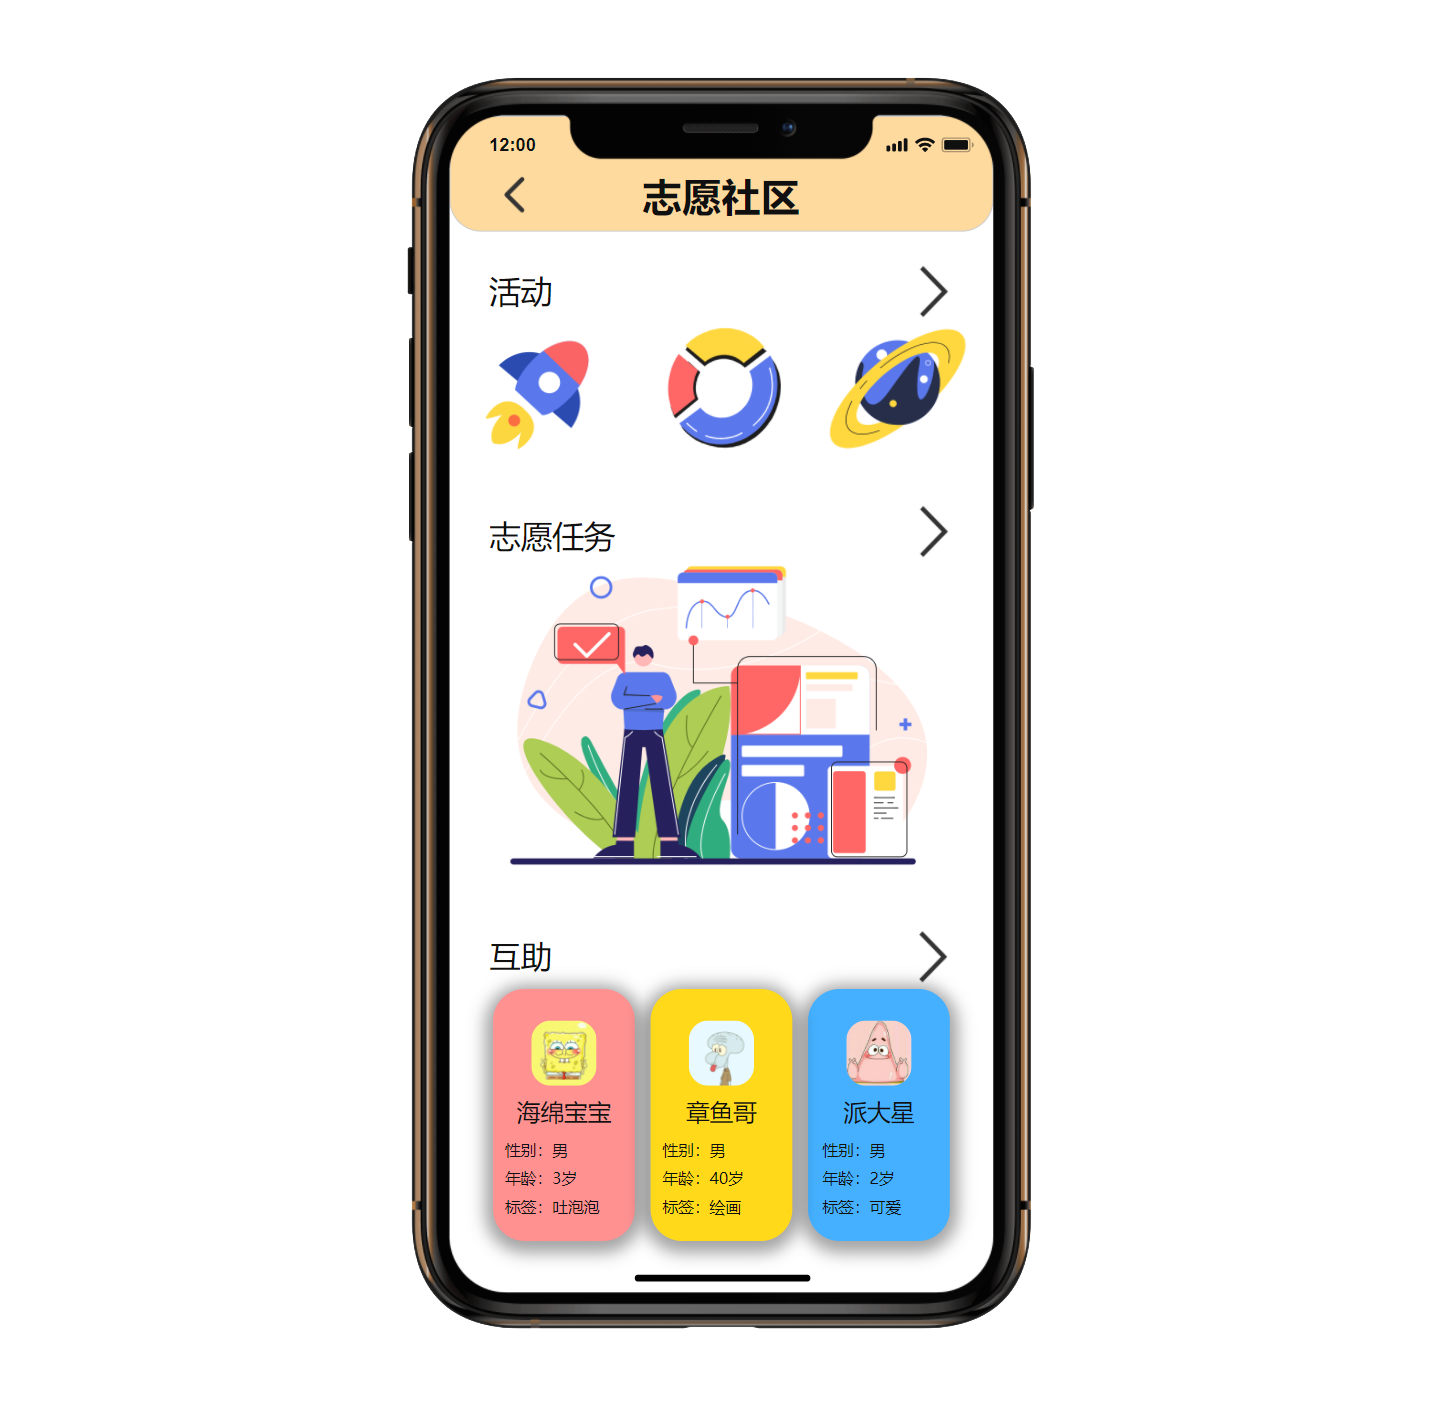 12:00
志愿社区
活动
志愿任务
互助
海绵宝宝
性别：男
年龄：3岁
标签：吐泡泡
章鱼哥
性别：男
年龄：40岁
标签：绘画
派大星
性别：男
年龄：2岁
标签：可爱